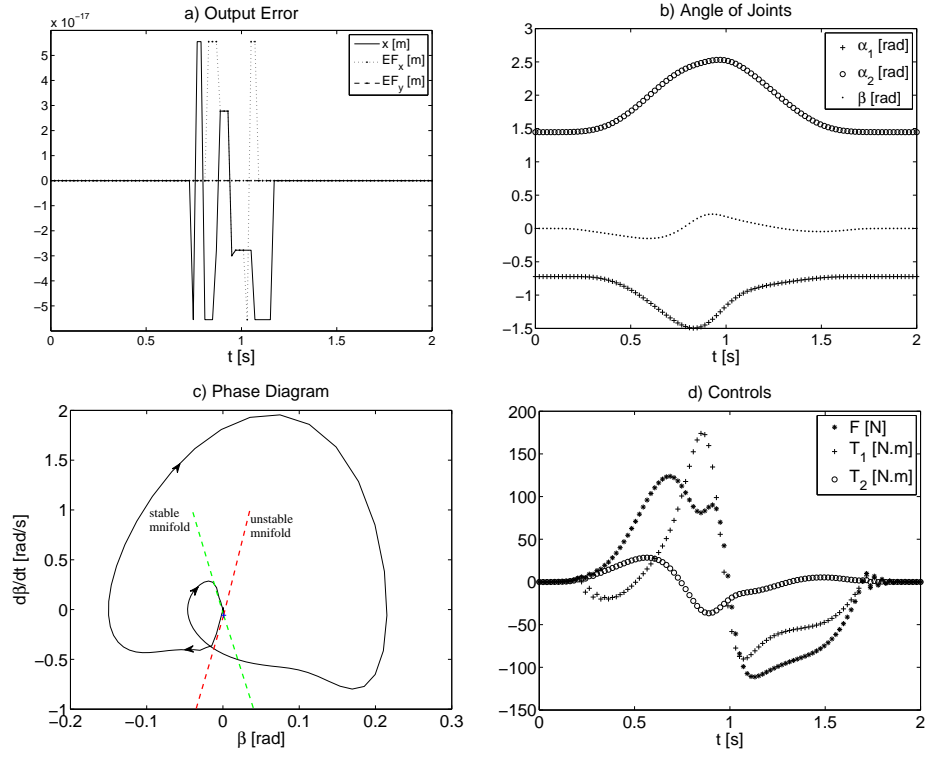 a) Output Error
x 10⁻¹⁷
5
4
3
2
1
0
−1
−2
−3
−4
−5
0 0.5 1 1.5 2
t [s]
x [m]
EFₓ [m]
EF_y [m]
b) Angle of Joints
3
2.5
2
1.5
1
0.5
0
−0.5
−1
−1.5
0 0.5 1 1.5 2
t [s]
α₁ [rad]
α₂ [rad]
β [rad]
c) Phase Diagram
2
1.5
1
0.5
0
−0.5
−1
−0.2 −0.1 0 0.1 0.2 0.3
β [rad]
dβ/dt [rad/s]
stable
mnifold
unstable
mnifold
d) Controls
200
150
100
50
0
−50
−100
−150
0 0.5 1 1.5 2
t [s]
F [N]
T₁ [N.m]
T₂ [N.m]